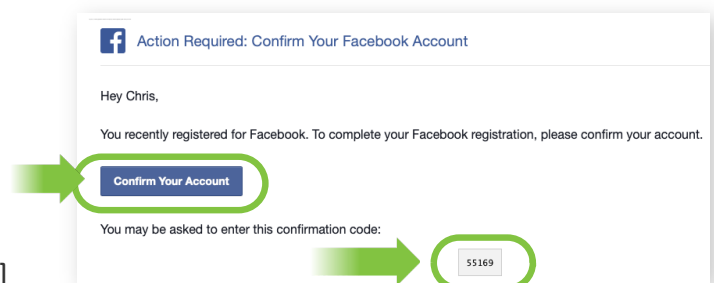 Action Required: Confirm Your Facebook Account
Hey Chris,
You recently registered for Facebook. To complete your Facebook registration, please confirm your account.
Confirm Your Account
You may be asked to enter this confirmation code:
55169
]